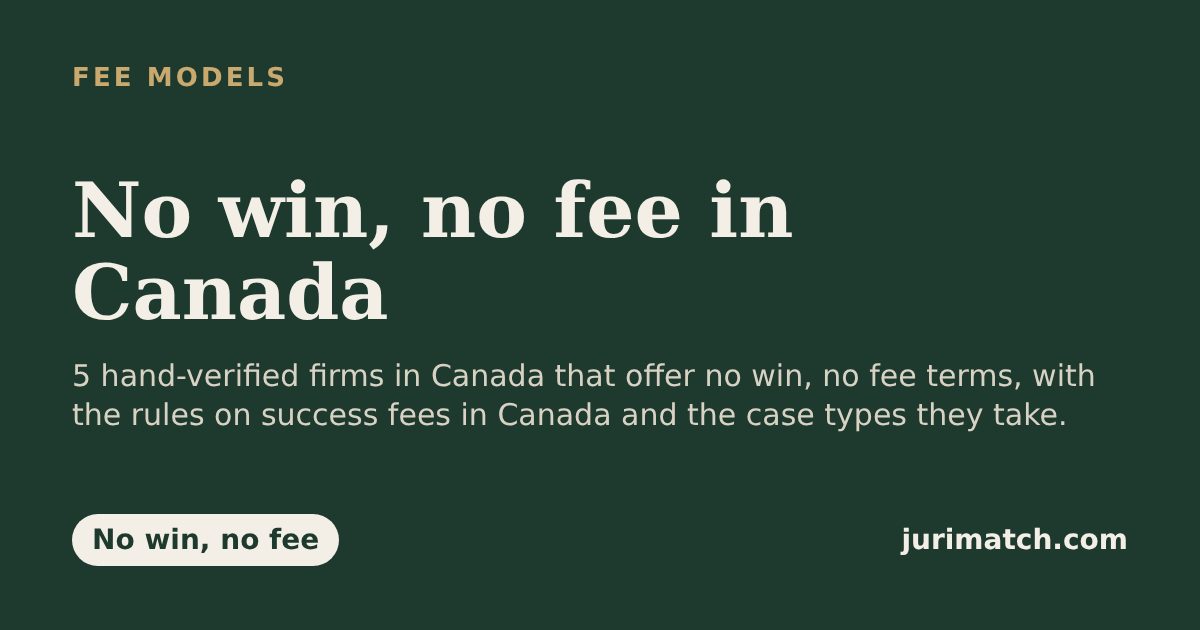 FEE MODELS
No win, no fee in
Canada
5 hand-verified firms in Canada that offer no win, no fee terms, with
the rules on success fees in Canada and the case types they take.
No win, no fee
jurimatch.com